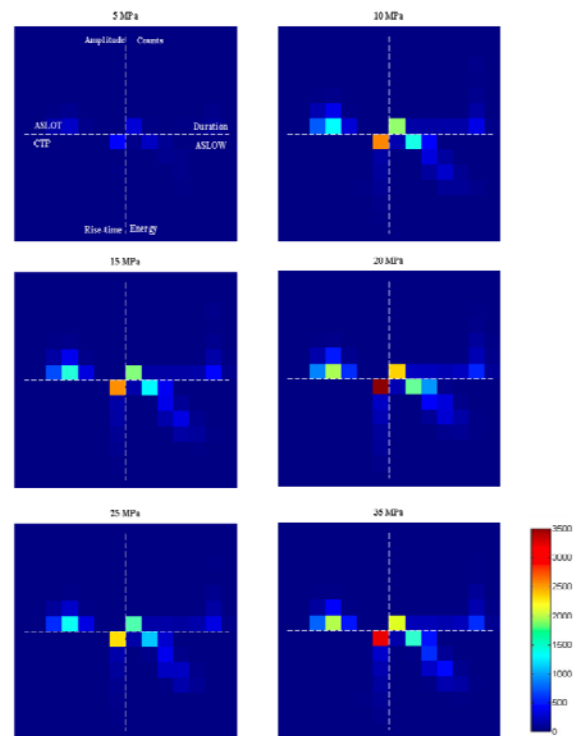 5 MPa
10 MPa
Amplitude Counts
ASLOT Duration
CTP ASLOW
Rise-time Energy
15 MPa
20 MPa
25 MPa
35 MPa
3500
3000
2500
2000
1500
1000
500
0